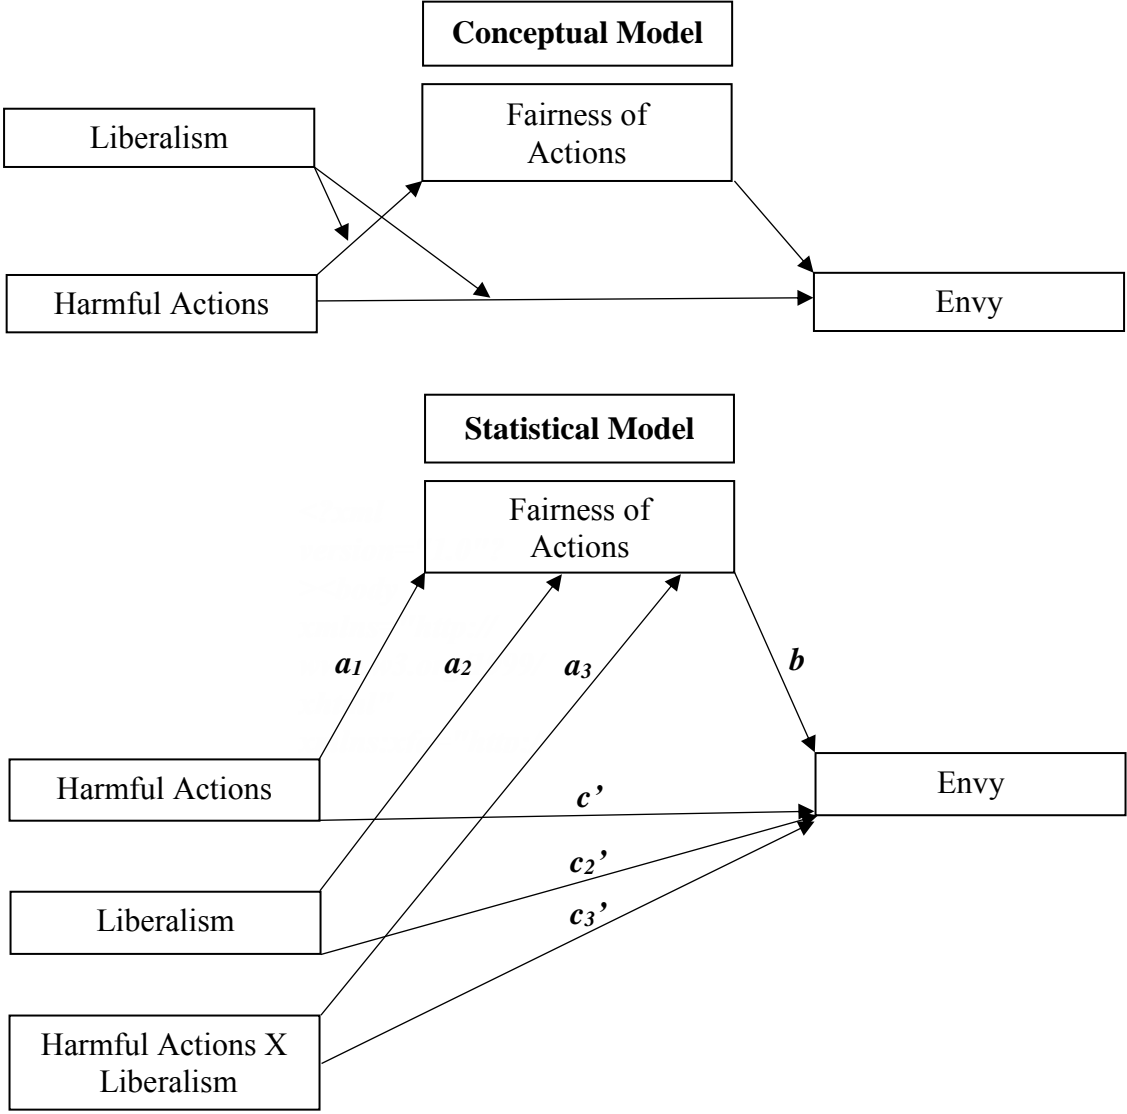 Conceptual Model
Fairness of
Actions
Liberalism
Harmful Actions
Envy
Statistical Model
Fairness of
Actions
a1
a2
a3
b
Harmful Actions
c’
Envy
c2’
Liberalism
c3’
Harmful Actions X
Liberalism